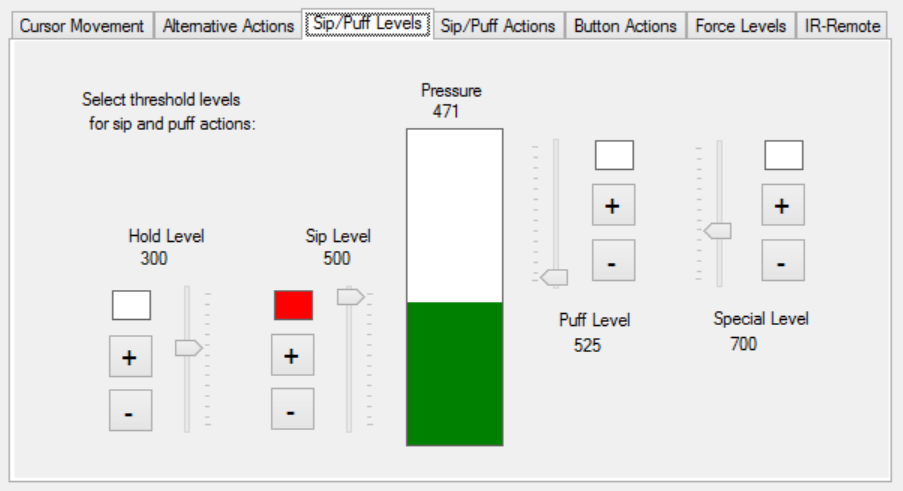 Cursor Movement
Alternative Actions
Sip/Puff Levels
Sip/Puff Actions
Button Actions
Force Levels
IR-Remote
Select threshold levels
for sip and puff actions:
Pressure
471
+
-
+
-
Hold Level
300
Sip Level
500
+
-
+
-
Puff Level
525
Special Level
700